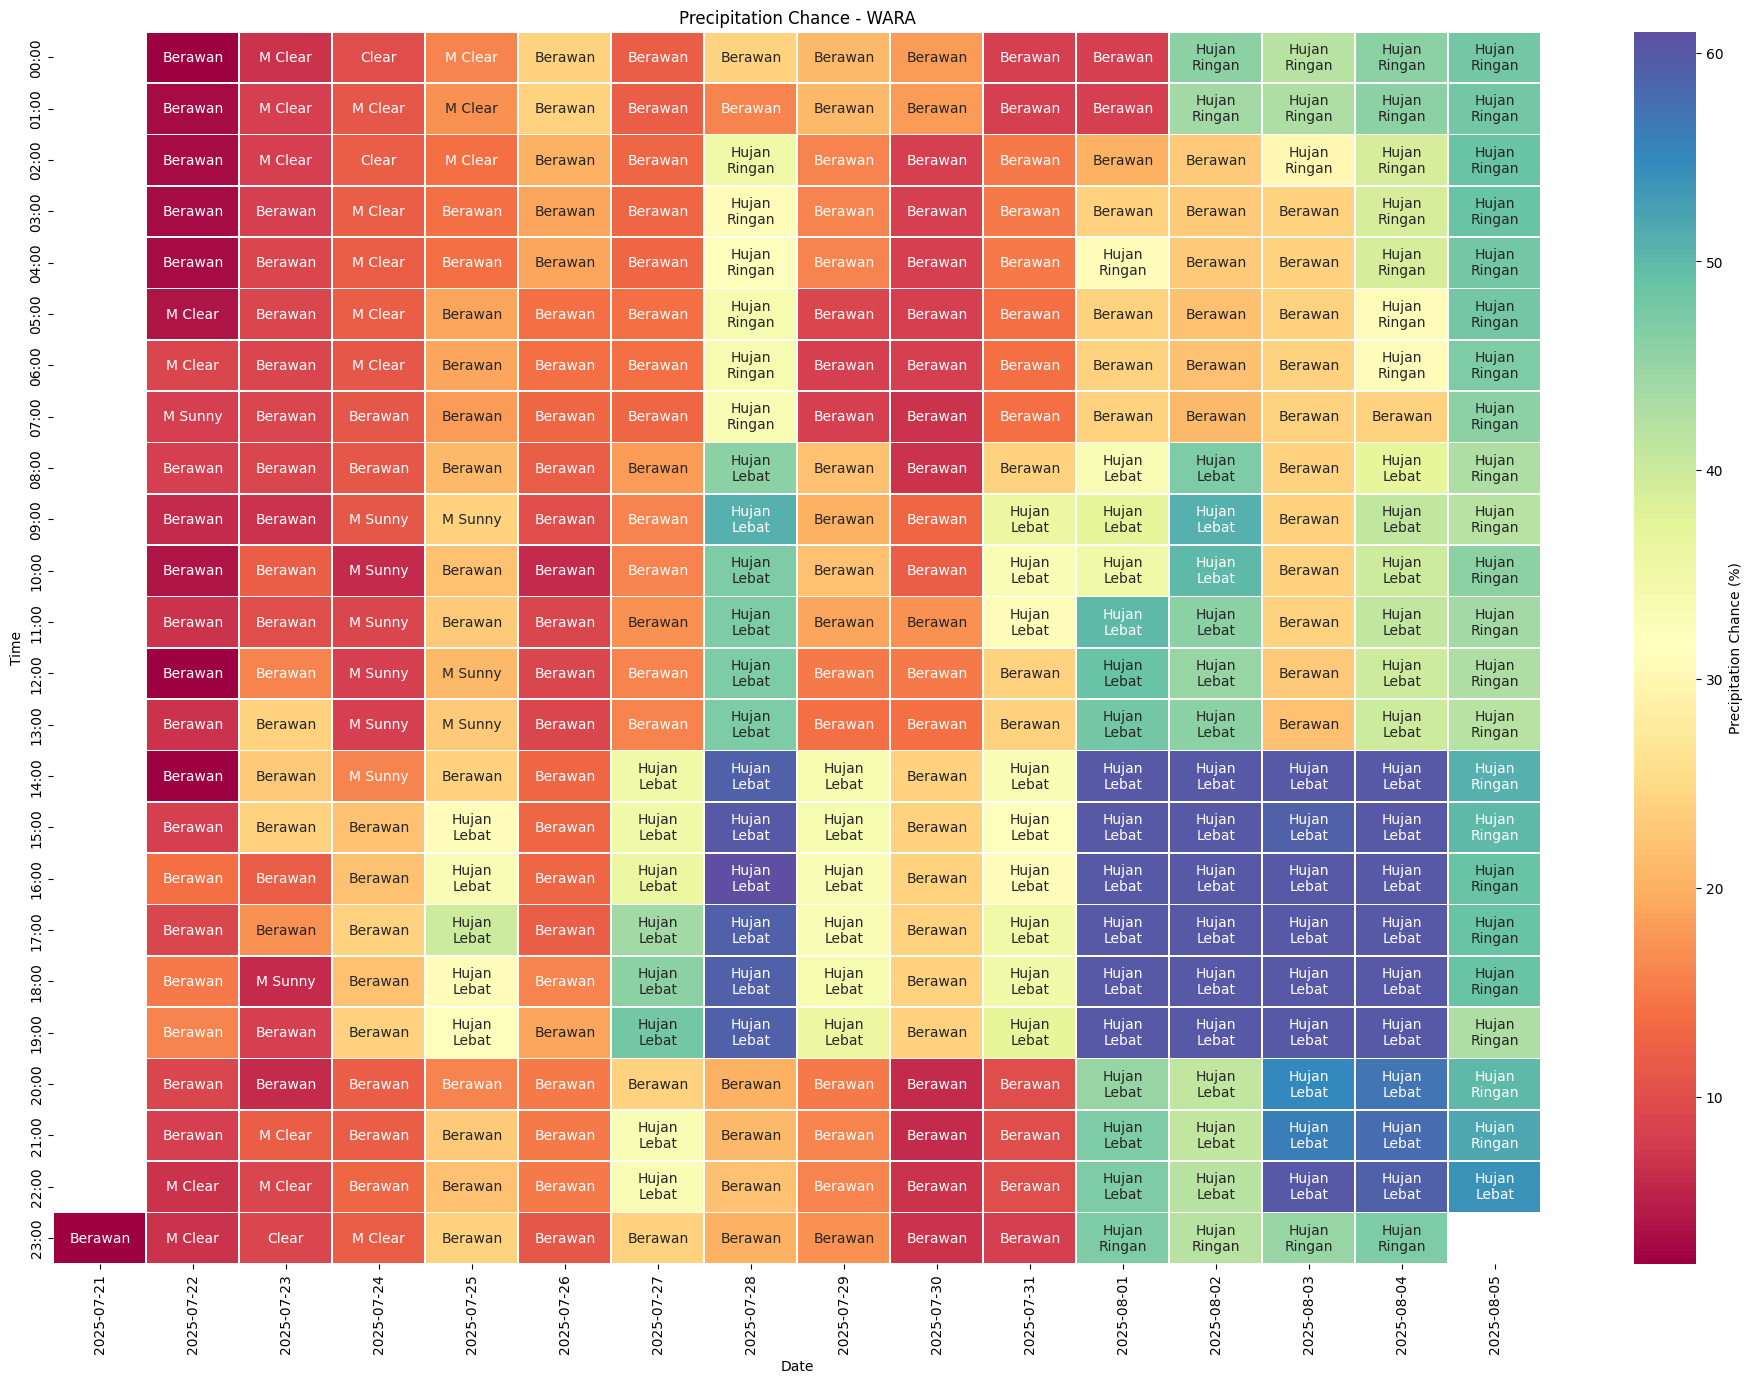 Precipitation Chance - WARA
00:00 Berawan M Clear Clear M Clear Berawan Berawan Berawan Berawan Berawan Berawan Berawan Hujan Hujan Hujan Hujan
Ringan Ringan Ringan Ringan
01:00 Berawan M Clear M Clear M Clear Berawan Berawan Berawan Berawan Berawan Berawan Berawan Hujan Hujan Hujan Hujan
Ringan Ringan Ringan Ringan
02:00 Berawan M Clear Clear M Clear Berawan Berawan Hujan Berawan Berawan Berawan Berawan Berawan Hujan Hujan Hujan
Ringan Ringan Ringan Ringan
03:00 Berawan Berawan M Clear Berawan Berawan Berawan Hujan Berawan Berawan Berawan Berawan Berawan Berawan Hujan Hujan
Ringan Ringan Ringan
04:00 Berawan Berawan M Clear Berawan Berawan Berawan Hujan Berawan Berawan Berawan Hujan Berawan Berawan Hujan Hujan
Ringan Ringan Ringan Ringan
05:00 M Clear Berawan M Clear Berawan Berawan Berawan Hujan Berawan Berawan Berawan Berawan Berawan Berawan Hujan Hujan
Ringan Ringan Ringan
06:00 M Clear Berawan M Clear Berawan Berawan Berawan Hujan Berawan Berawan Berawan Berawan Berawan Berawan Hujan Hujan
Ringan Ringan Ringan
07:00 M Sunny Berawan Berawan Berawan Berawan Berawan Hujan Berawan Berawan Berawan Berawan Berawan Berawan Berawan Hujan
Ringan Ringan
08:00 Berawan Berawan Berawan Berawan Berawan Berawan Hujan Berawan Berawan Berawan Hujan Hujan Berawan Hujan Hujan
Lebat Lebat Lebat Lebat Ringan
09:00 Berawan Berawan M Sunny M Sunny Berawan Berawan Hujan Berawan Berawan Hujan Hujan Hujan Berawan Hujan Hujan
Lebat Lebat Lebat Lebat Lebat Ringan
10:00 Berawan Berawan M Sunny Berawan Berawan Berawan Hujan Berawan Berawan Hujan Hujan Hujan Berawan Hujan Hujan
Lebat Lebat Lebat Lebat Lebat Ringan
11:00 Berawan Berawan M Sunny Berawan Berawan Berawan Hujan Berawan Berawan Hujan Hujan Hujan Berawan Hujan Hujan
Lebat Lebat Lebat Lebat Lebat Ringan
12:00 Berawan Berawan M Sunny M Sunny Berawan Berawan Hujan Berawan Berawan Berawan Hujan Hujan Berawan Hujan Hujan
Lebat Lebat Lebat Lebat Ringan
13:00 Berawan Berawan M Sunny M Sunny Berawan Berawan Hujan Berawan Berawan Berawan Hujan Hujan Berawan Hujan Hujan
Lebat Lebat Lebat Lebat Ringan
14:00 Berawan Berawan M Sunny Berawan Berawan Hujan Hujan Hujan Berawan Hujan Hujan Hujan Hujan Hujan Hujan
Lebat Lebat Lebat Lebat Lebat Lebat Lebat Lebat Ringan
15:00 Berawan Berawan Berawan Hujan Berawan Hujan Hujan Hujan Berawan Hujan Hujan Hujan Hujan Hujan Hujan
Lebat Lebat Lebat Lebat Lebat Lebat Lebat Lebat Lebat Ringan
16:00 Berawan Berawan Berawan Hujan Berawan Hujan Hujan Hujan Berawan Hujan Hujan Hujan Hujan Hujan Hujan
Lebat Lebat Lebat Lebat Lebat Lebat Lebat Lebat Lebat Ringan
17:00 Berawan Berawan Berawan Hujan Berawan Hujan Hujan Hujan Berawan Hujan Hujan Hujan Hujan Hujan Hujan
Lebat Lebat Lebat Lebat Lebat Lebat Lebat Lebat Lebat Ringan
18:00 Berawan M Sunny Berawan Hujan Berawan Hujan Hujan Hujan Berawan Hujan Hujan Hujan Hujan Hujan Hujan
Lebat Lebat Lebat Lebat Lebat Lebat Lebat Lebat Lebat Ringan
19:00 Berawan Berawan Berawan Hujan Berawan Hujan Hujan Hujan Berawan Hujan Hujan Hujan Hujan Hujan Hujan
Lebat Lebat Lebat Lebat Lebat Lebat Lebat Lebat Lebat Ringan
20:00 Berawan Berawan Berawan Berawan Berawan Berawan Berawan Berawan Berawan Berawan Hujan Hujan Hujan Hujan Hujan
Lebat Lebat Lebat Lebat Ringan
21:00 Berawan M Clear Berawan Berawan Berawan Hujan Berawan Berawan Berawan Berawan Hujan Hujan Hujan Hujan Hujan
Lebat Lebat Lebat Lebat Lebat Ringan
22:00 M Clear M Clear Berawan Berawan Berawan Hujan Berawan Berawan Berawan Berawan Hujan Hujan Hujan Hujan Hujan
Lebat Lebat Lebat Lebat Lebat Lebat
23:00 Berawan M Clear Clear M Clear Berawan Berawan Berawan Berawan Berawan Berawan Berawan Hujan Hujan Hujan Hujan
Ringan Ringan Ringan Ringan
Time
2025-07-21 2025-07-22 2025-07-23 2025-07-24 2025-07-25 2025-07-26 2025-07-27 2025-07-28 2025-07-29 2025-07-30 2025-07-31 2025-08-01 2025-08-02 2025-08-03 2025-08-04 2025-08-05
Date
60
50
40
30
20
10
Precipitation Chance (%)